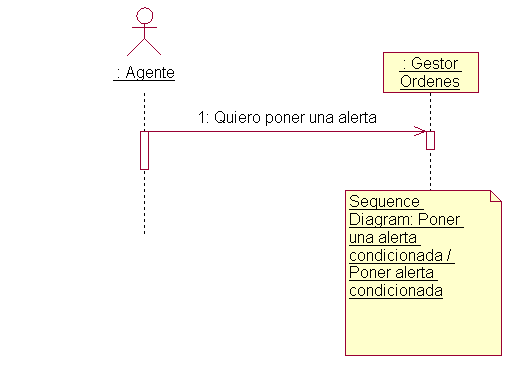 : Agente
: Gestor
Ordenes
1: Quiero poner una alerta
Sequence
Diagram: Poner
una alerta
condicionada /
Poner alerta
condicionada